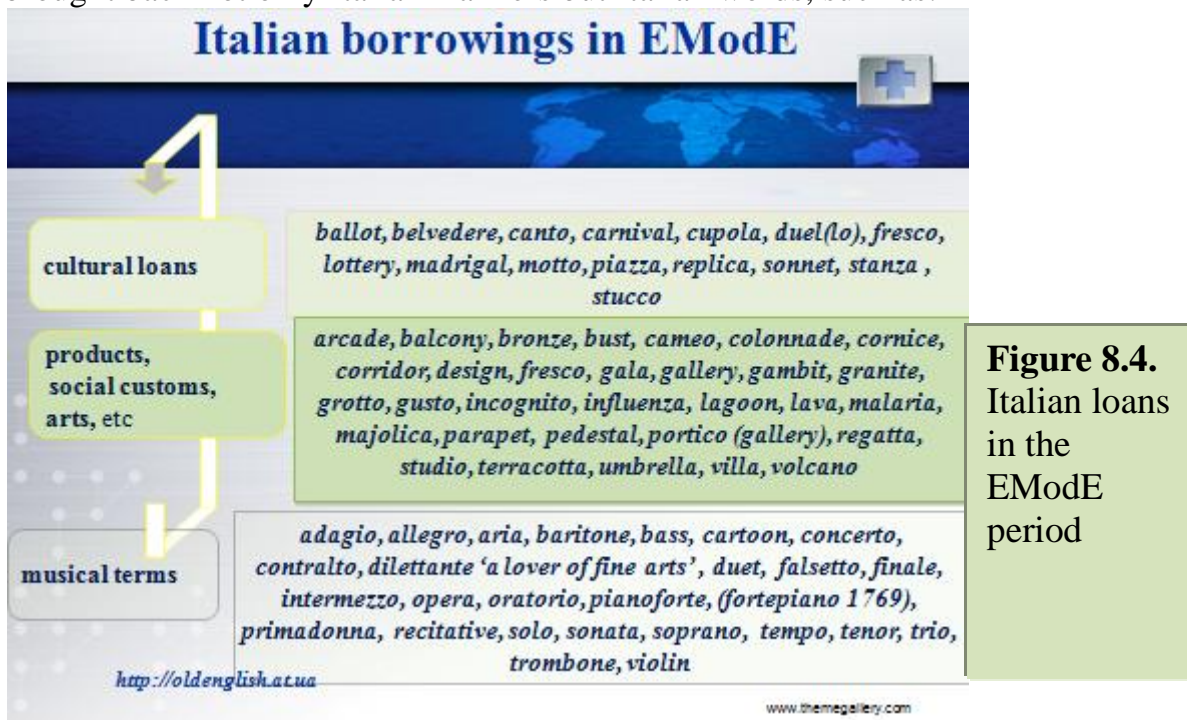 Italian borrowings in EModE
cultural loans
ballot, belvedere, canto, carnival, cupola, duel(lo), fresco,
lottery, madrigal, motto, piazza, replica, sonnet, stanza ,
stucco
products,
social customs,
arts, etc
arcade, balcony, bronze, bust, cameo, colonnade, cornice,
corridor, design, fresco, gala, gallery, gambit, granite,
grotto, gusto, incognito, influenza, lagoon, lava, malaria,
majolica, parapet, pedestal, portico (gallery), regatta,
studio, terracotta, umbrella, villa, volcano
musical terms
adagio, allegro, aria, baritone, bass, cartoon, concerto,
contralto, dilettante ‘a lover of fine arts’, duet, falsetto, finale,
intermezzo, opera, oratorio, pianoforte, (fortepiano 1769),
primadonna, recitative, solo, sonata, soprano, tempo, tenor, trio,
trombone, violin
http://oldenglish.at.ua
www.themegallery.com
Figure 8.4.
Italian loans
in the
EModE
period